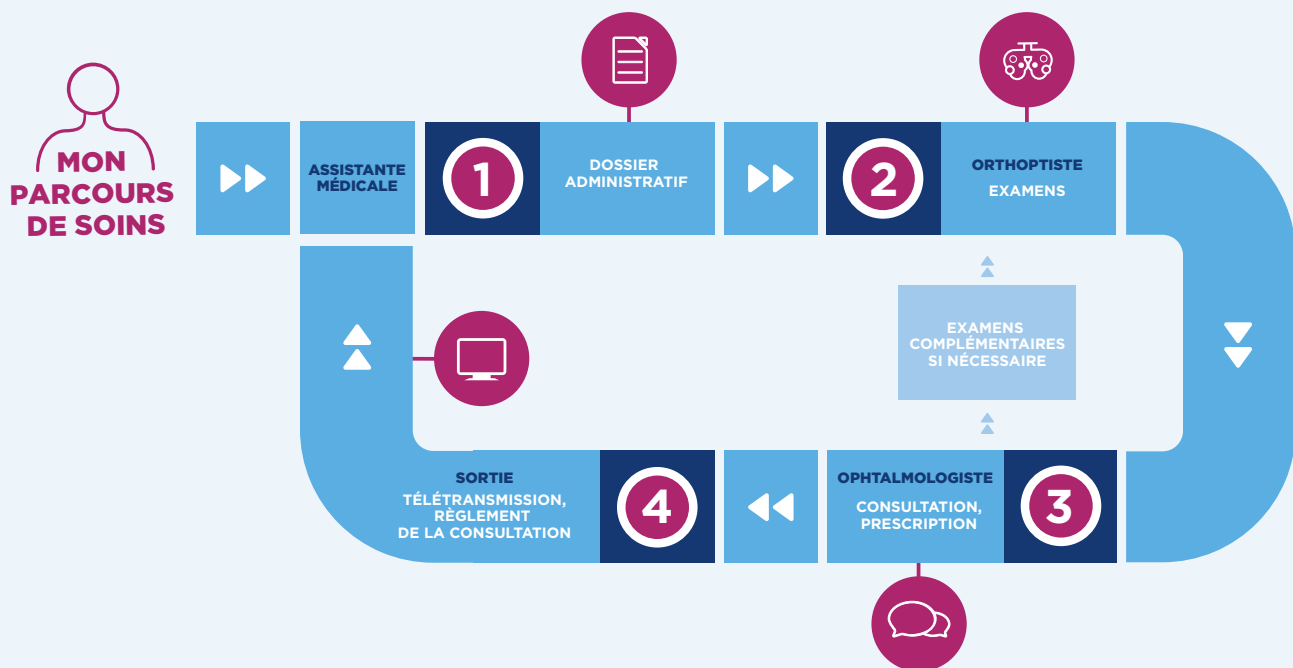 MON
PARCOURS
DE SOINS
ASSISTANTE
MÉDICALE
1
DOSSIER
ADMINISTRATIF
2
ORTHOPTISTE
EXAMENS
EXAMENS
COMPLÉMENTAIRES
SI NÉCESSAIRE
3
OPHTALMOLOGISTE
CONSULTATION,
PRESCRIPTION
4
SORTIE
TÉLÉTRANSMISSION,
RÈGLEMENT
DE LA CONSULTATION